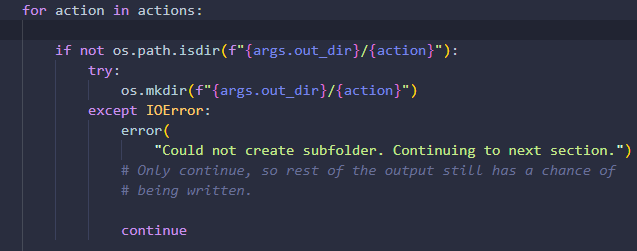 for action in actions:
if not os.path.isdir(f"{args.out_dir}/{action}"):
try:
os.mkdir(f"{args.out_dir}/{action}")
except IOError:
error(
"Could not create subfolder. Continuing to next section.")
# Only continue, so rest of the output still has a chance of
# being written.
continue